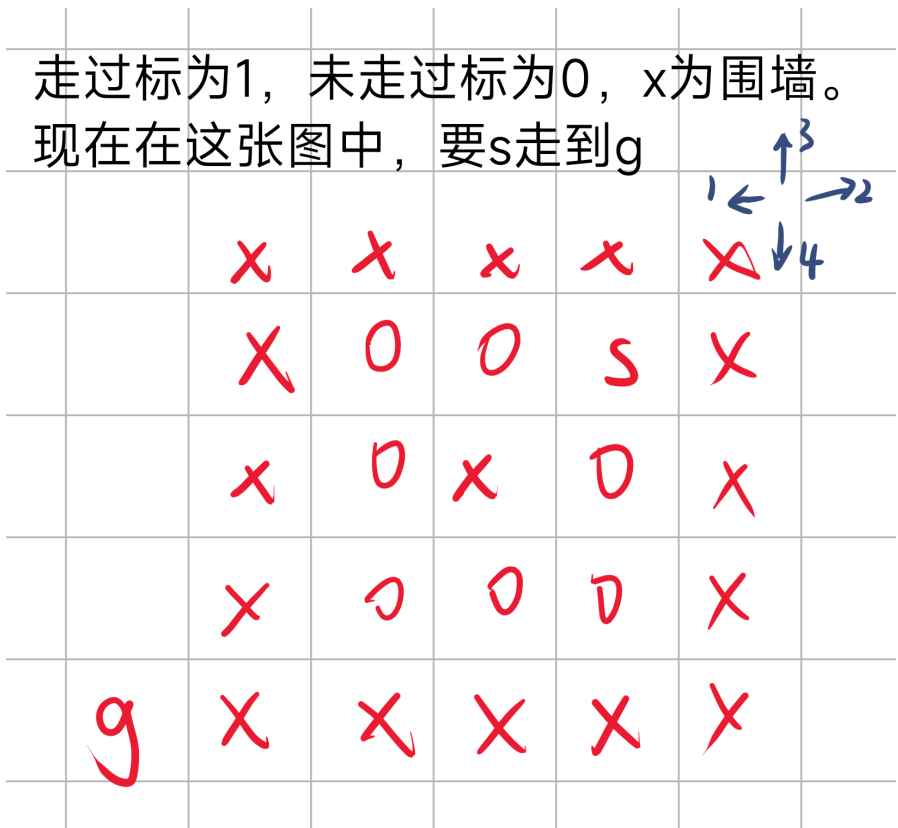 走过标为1，未走过标为0，x为围墙。
现在在这张图中，要s走到g
3
1 2
4
x x x x x
x 0 0 s x
x 0 x 0 x
x 0 0 0 x
g x x x x x